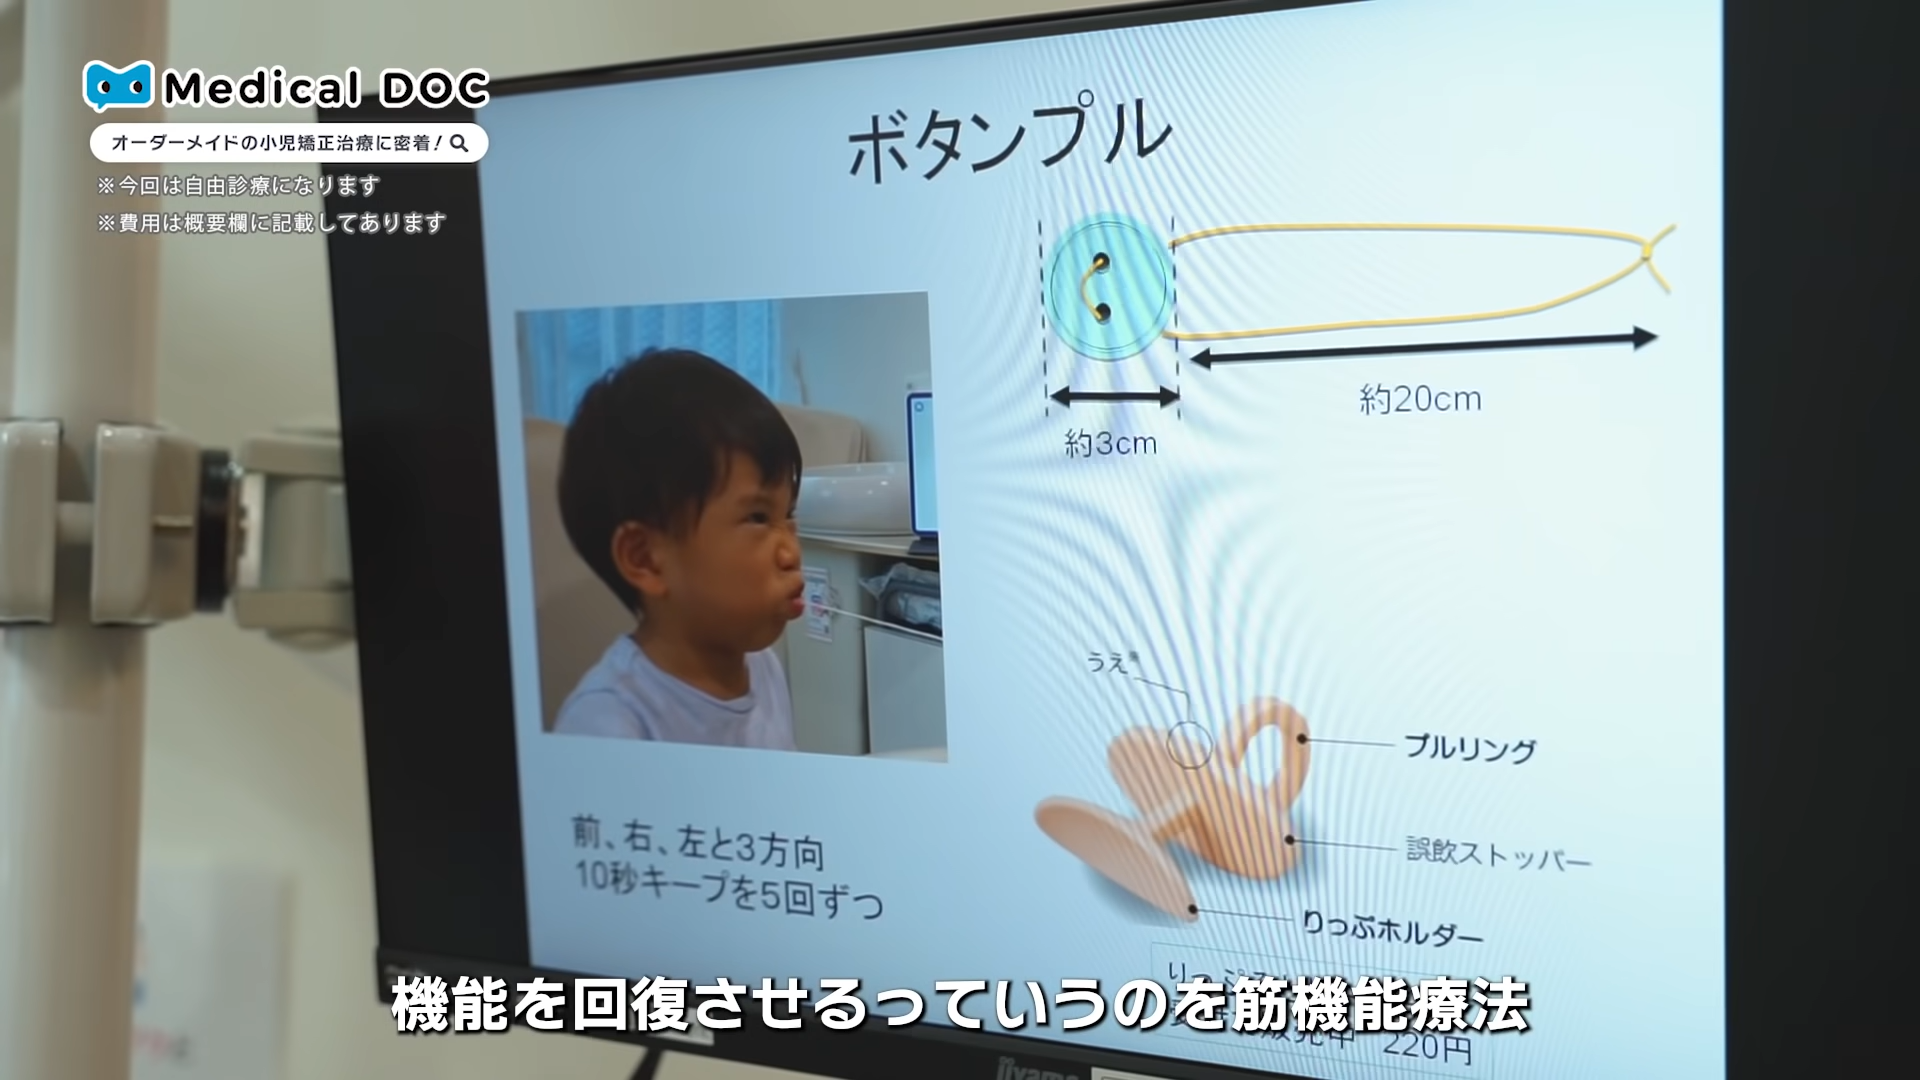 Medical DOC
オーダーメイドの小児矯正治療に密着!
※今回は自由診療になります
※費用は概要欄に記載してあります
ボタンプル
約20cm
約3cm
うえ※
プルリング
誤飲ストッパー
りっぷホルダー
前、右、左と3方向
10秒キープを5回ずつ
機能を回復させるっていうのを筋機能療法
220円
iiyama